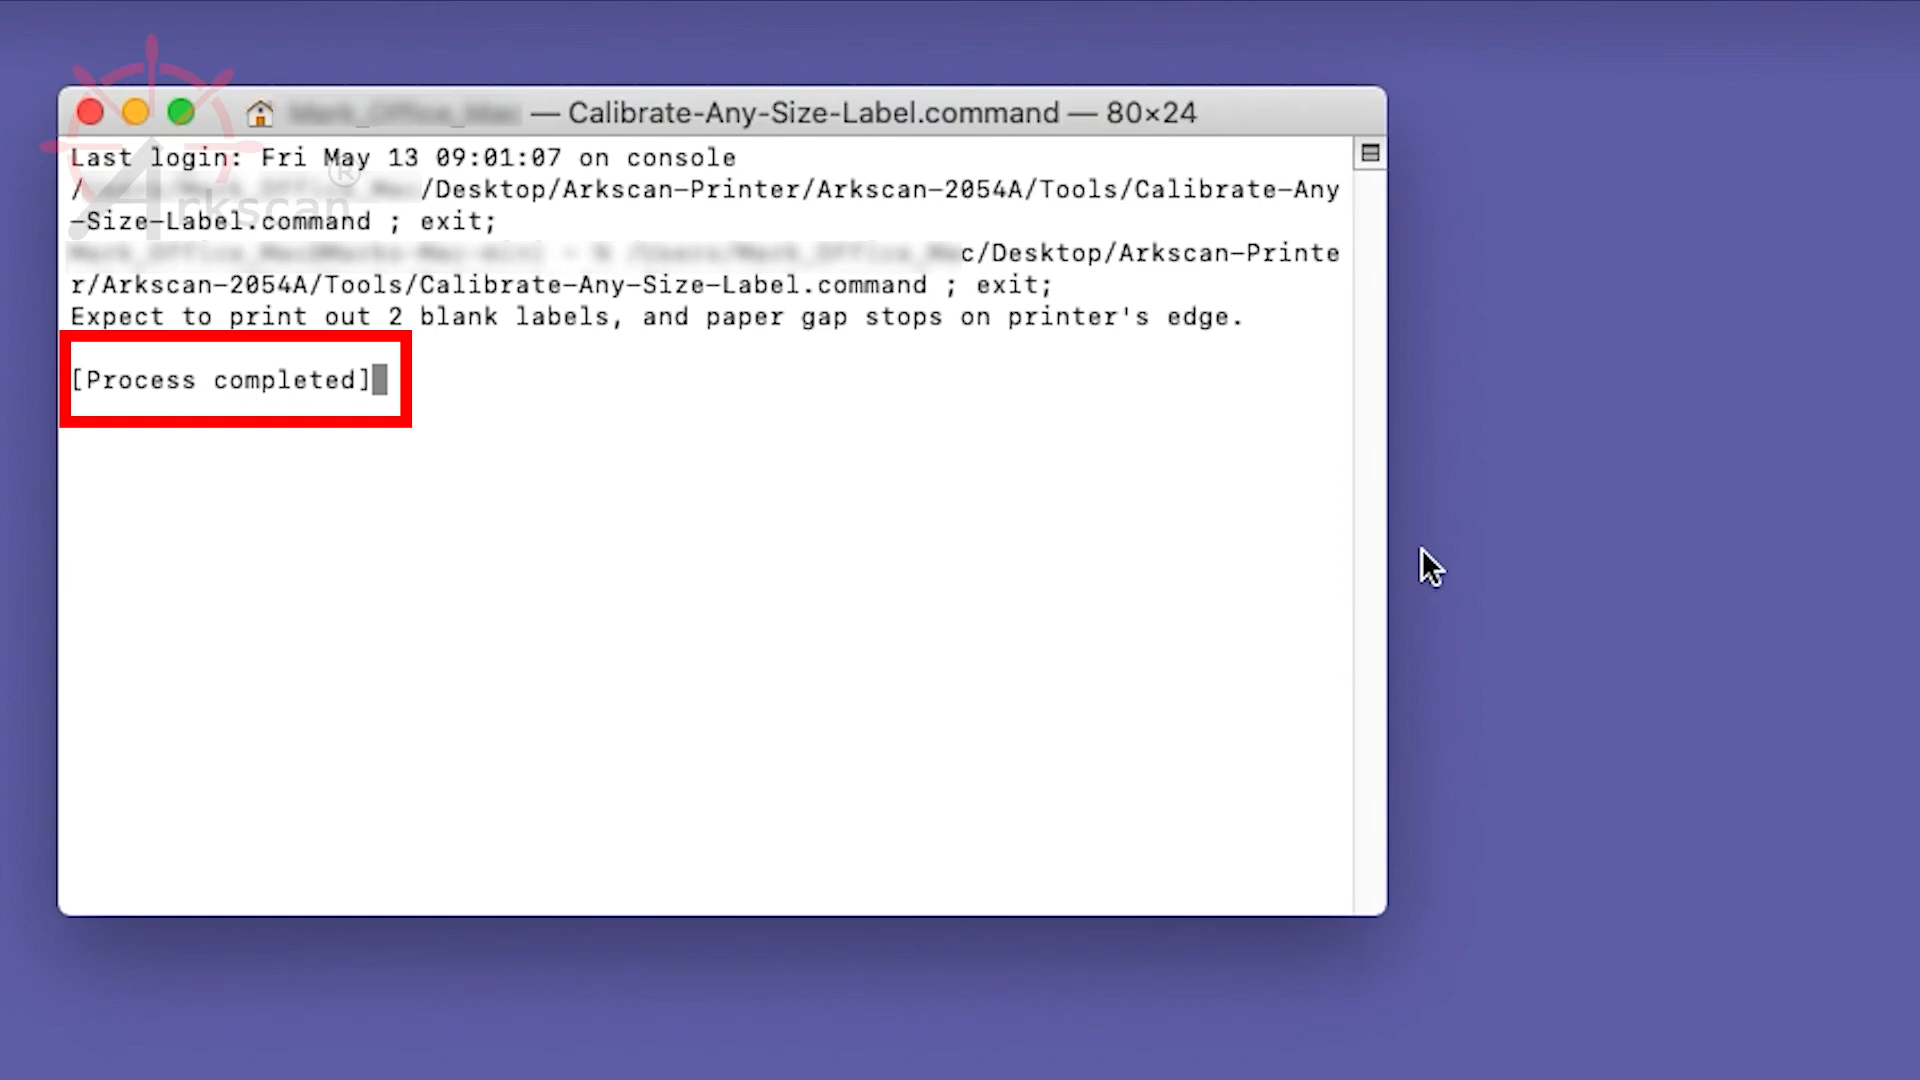 — Calibrate-Any-Size-Label.command — 80×24
Last login: Fri May 13 09:01:07 on console
/ /Desktop/Arkscan-Printer/Arkscan-2054A/Tools/Calibrate-Any
-Size-Label.command ; exit;
c/Desktop/Arkscan-Printe
r/Arkscan-2054A/Tools/Calibrate-Any-Size-Label.command ; exit;
Expect to print out 2 blank labels, and paper gap stops on printer's edge.
[Process completed]
Arkscan®